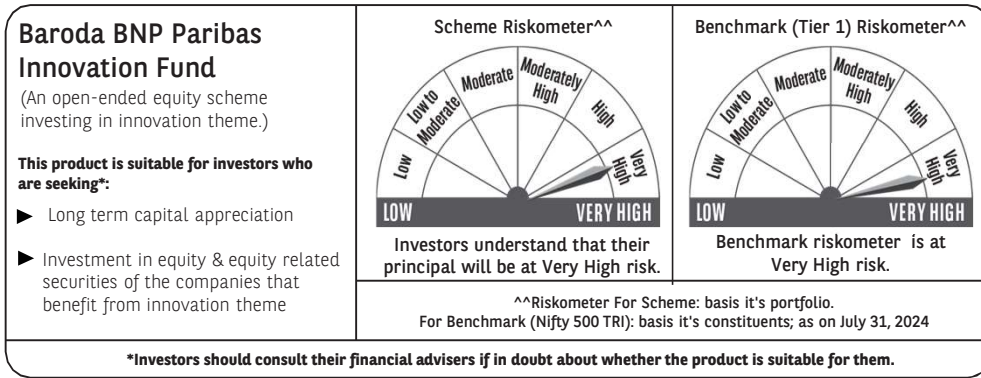 Baroda BNP Paribas
Innovation Fund
(An open-ended equity scheme
investing in innovation theme.)
This product is suitable for investors who
are seeking*:
► Long term capital appreciation
► Investment in equity & equity related
securities of the companies that
benefit from innovation theme
Scheme Riskometer^^
Low
Low to
Moderate
Moderate
Moderately
High
High
Very
High
LOW VERY HIGH
Investors understand that their
principal will be at Very High risk.
Benchmark (Tier 1) Riskometer^^
Low
Low to
Moderate
Moderate
Moderately
High
High
Very
High
LOW VERY HIGH
Benchmark riskometer is at
Very High risk.
^^Riskometer For Scheme: basis it's portfolio.
For Benchmark (Nifty 500 TRI): basis it's constituents; as on July 31, 2024
*Investors should consult their financial advisers if in doubt about whether the product is suitable for them.